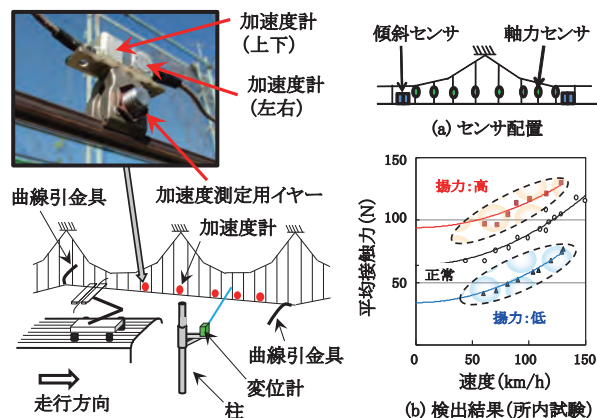 加速度計
(上下)
加速度計
(左右)
加速度測定用イヤー
曲線引金具
加速度計
曲線引金具
変位計
柱
走行方向
傾斜センサ
軸力センサ
(a) センサ配置
150
100
50
0
50
100
150
平均接触力(N)
揚力:高
正常
揚力:低
速度(km/h)
(b) 検出結果(所内試験)